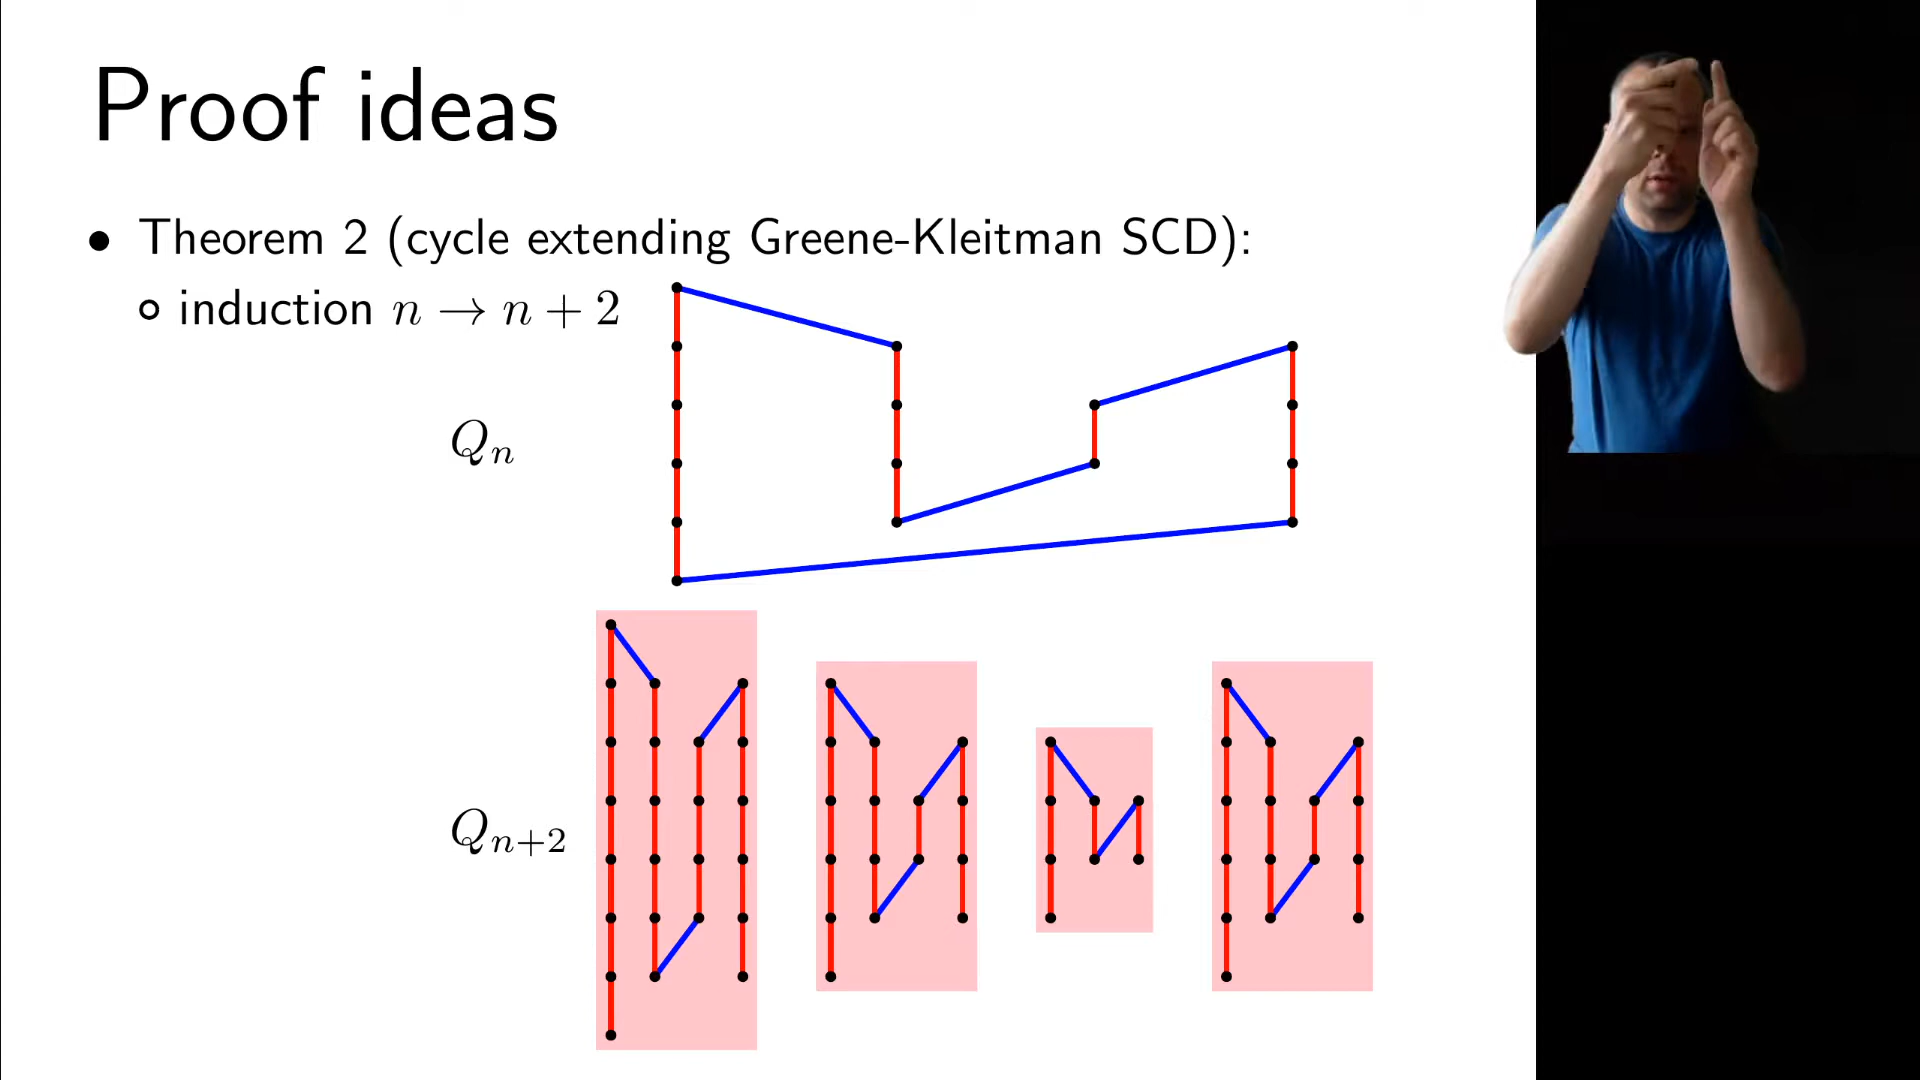 Proof ideas
• Theorem 2 (cycle extending Greene-Kleitman SCD):
◦ induction n → n + 2
Qₙ
Qₙ₊₂